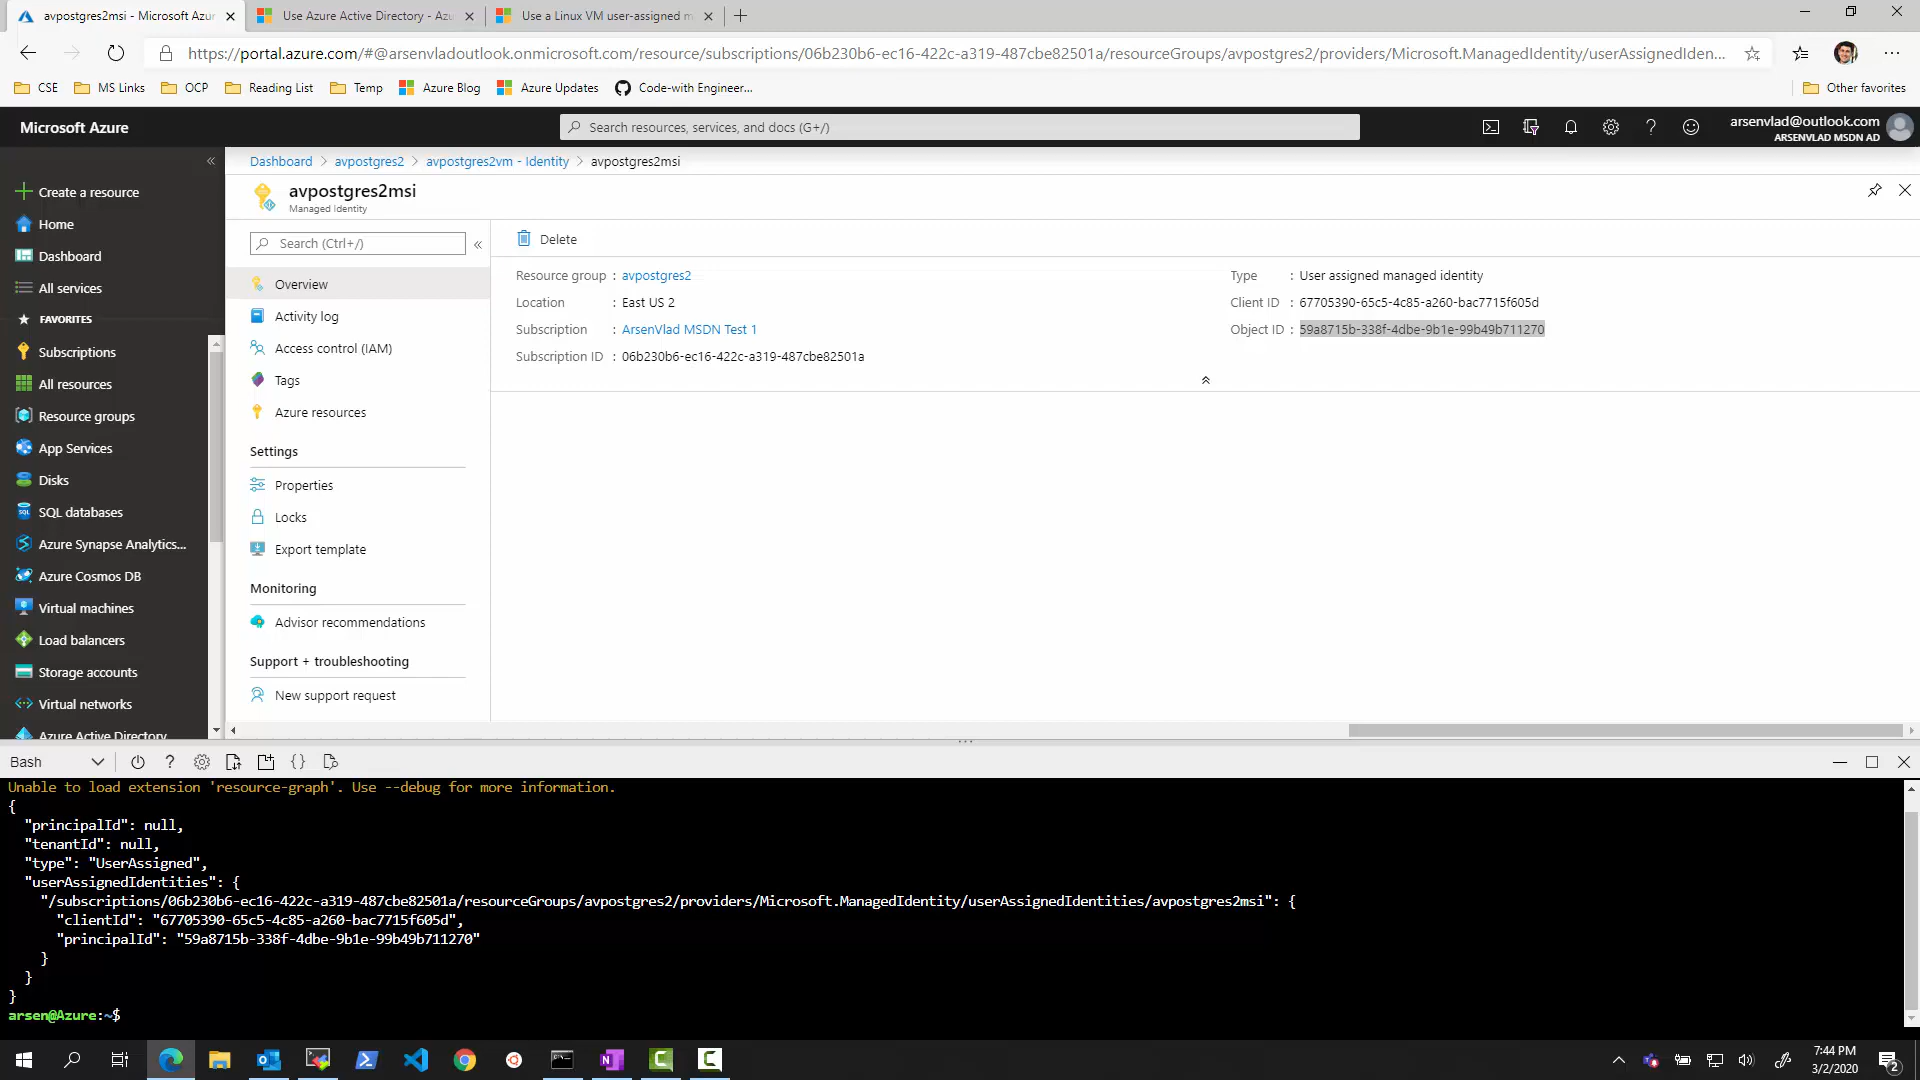 avpostgres2msi - Microsoft Azur
Use Azure Active Directory - Azu
Use a Linux VM user-assigned m
https://portal.azure.com/#@arsenvladoutlook.onmicrosoft.com/resource/subscriptions/06b230b6-ec16-422c-a319-487cbe82501a/resourceGroups/avpostgres2/providers/Microsoft.ManagedIdentity/userAssignedIden...
CSE
MS Links
OCP
Reading List
Temp
Azure Blog
Azure Updates
Code-with Engineer...
Other favorites
Microsoft Azure
Search resources, services, and docs (G+/)
arsenvlad@outlook.com
ARSENVLAD MSDN AD
Dashboard > avpostgres2 > avpostgres2vm - Identity > avpostgres2msi
avpostgres2msi
Managed Identity
Create a resource
Home
Dashboard
All services
FAVORITES
Subscriptions
All resources
Resource groups
App Services
Disks
SQL databases
Azure Synapse Analytics...
Azure Cosmos DB
Virtual machines
Load balancers
Storage accounts
Virtual networks
Azure Active Directory
Search (Ctrl+/)
Overview
Activity log
Access control (IAM)
Tags
Azure resources
Settings
Properties
Locks
Export template
Monitoring
Advisor recommendations
Support + troubleshooting
New support request
Delete
Resource group : avpostgres2
Location : East US 2
Subscription : ArsenVlad MSDN Test 1
Subscription ID : 06b230b6-ec16-422c-a319-487cbe82501a
Type : User assigned managed identity
Client ID : 67705390-65c5-4c85-a260-bac7715f605d
Object ID : 59a8715b-338f-4dbe-9b1e-99b49b711270
Bash
Unable to load extension 'resource-graph'. Use --debug for more information.
{
"principalId": null,
"tenantId": null,
"type": "UserAssigned",
"userAssignedIdentities": {
"/subscriptions/06b230b6-ec16-422c-a319-487cbe82501a/resourceGroups/avpostgres2/providers/Microsoft.ManagedIdentity/userAssignedIdentities/avpostgres2msi": {
"clientId": "67705390-65c5-4c85-a260-bac7715f605d",
"principalId": "59a8715b-338f-4dbe-9b1e-99b49b711270"
}
}
}
arsen@Azure:~$
7:44 PM
3/2/2020
2